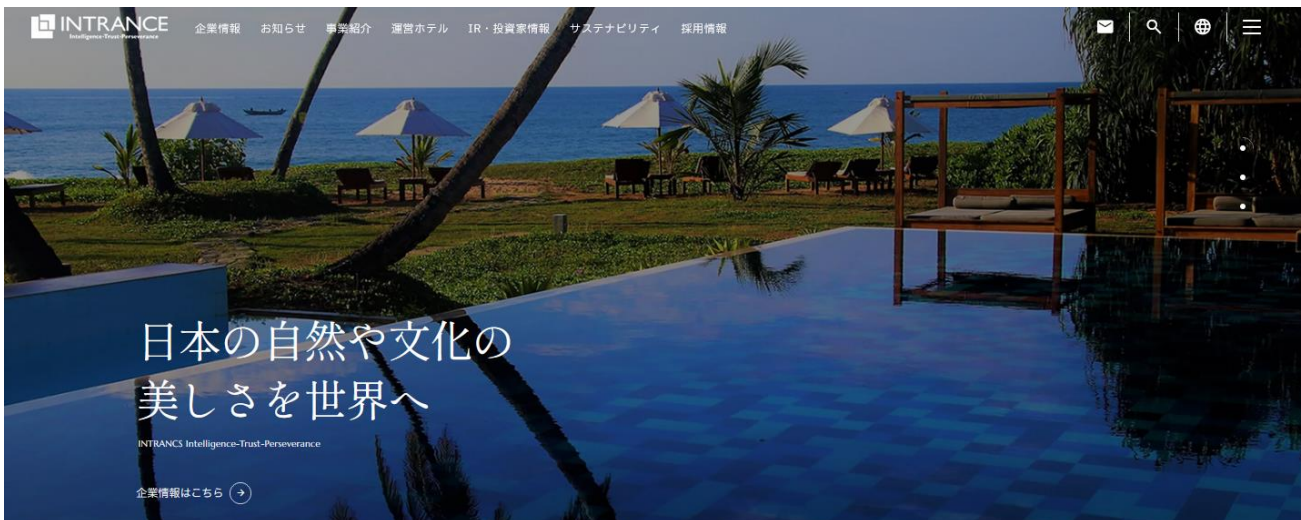 INTRANCE
Intelligence-Trust-Perseverance
企業情報 お知らせ 事業紹介 運営ホテル IR・投資家情報 サステナビリティ 採用情報
日本の自然や文化の
美しさを世界へ
INTRANCS Intelligence-Trust-Perseverance
企業情報はこちら